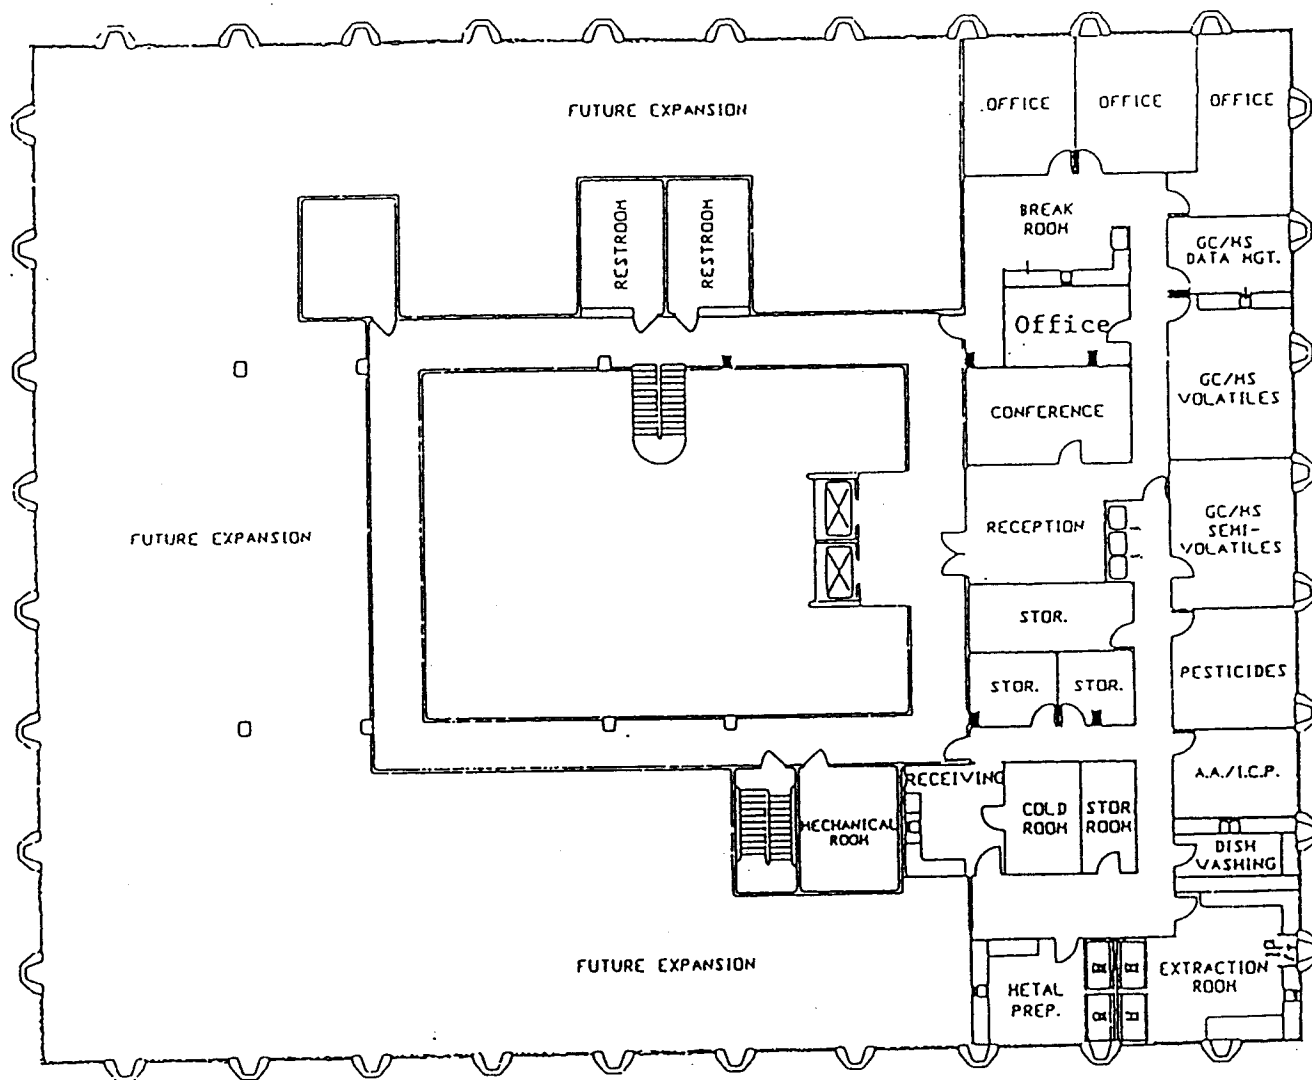 FUTURE EXPANSION
.OFFICE
OFFICE
OFFICE
RESTROOM
RESTROOM
BREAK
ROOM
GC/MS
DATA MGT.
Office
GC/MS
VOLATILES
CONFERENCE
FUTURE EXPANSION
RECEPTION
GC/MS
SEMI-
VOLATILES
STOR.
STOR.
STOR.
PESTICIDES
RECEIVING
A.A./I.C.P.
MECHANICAL
ROOM
COLD
ROOM
STOR
ROOM
DISH
WASHING
FUTURE EXPANSION
METAL
PREP.
EXTRACTION
ROOM